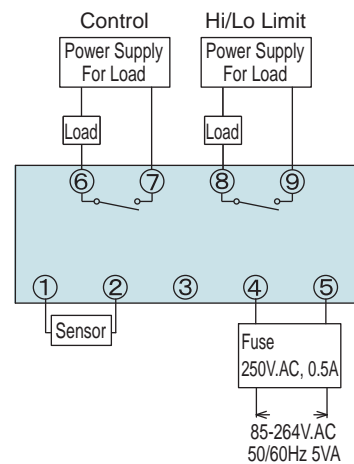 Control
Hi/Lo Limit
Power Supply
For Load
Power Supply
For Load
Load
Load
⑥ ⑦ ⑧ ⑨
① ② ③ ④ ⑤
Sensor
Fuse
250V.AC, 0.5A
85-264V.AC
50/60Hz 5VA